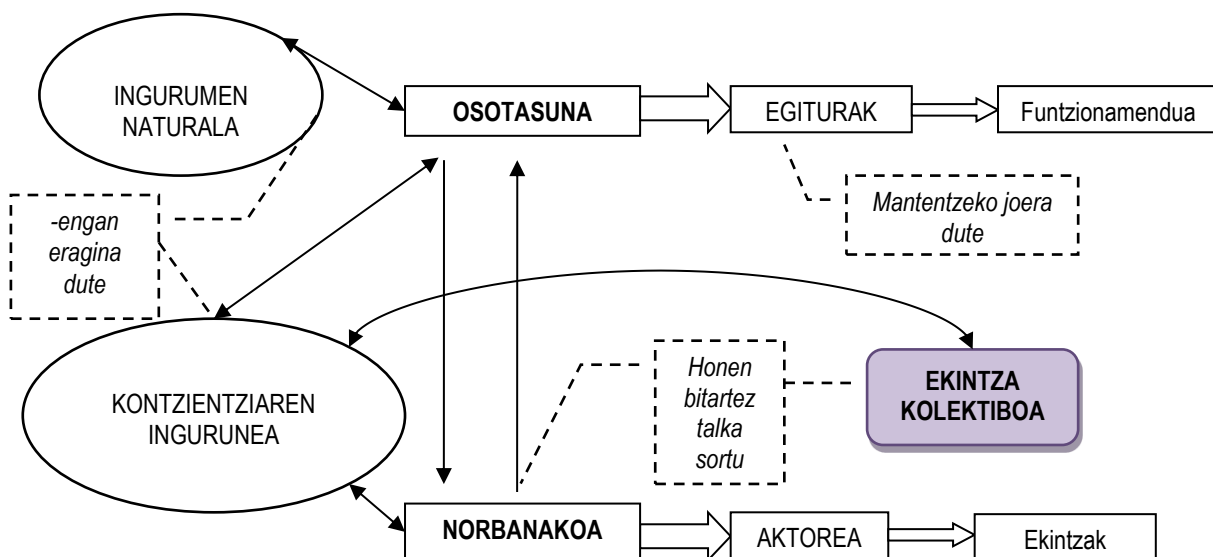 INGURUMEN
NATURALA
OSOTASUNA
EGITURAK
Funtzionamendua
-engan
eragina
dute
Mantentzeko joera
dute
KONTZIENTZIAREN
INGURUNEA
Honen
bitartez
talka
sortu
EKINTZA
KOLEKTIBOA
NORBANAKOA
AKTOREA
Ekintzak